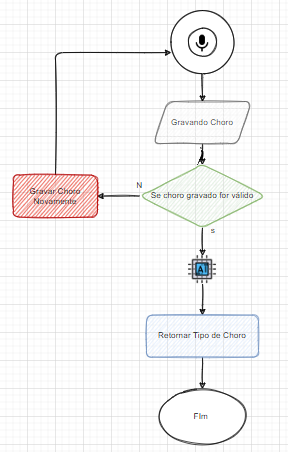 Gravando Choro
N
Gravar Choro
Novamente
Se choro gravado for válido
s
AI
Retornar Tipo de Choro
FIm